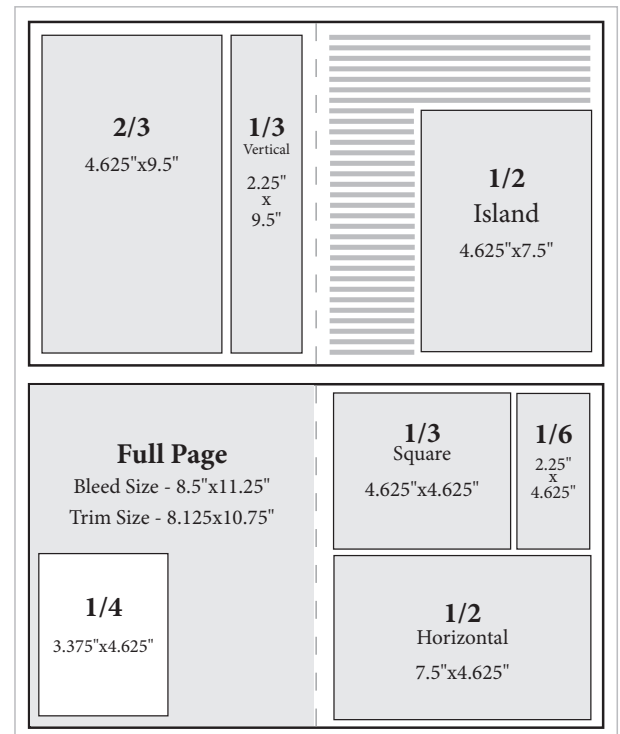 2/3
4.625"x9.5"
1/3
Vertical
2.25"
x
9.5"
1/2
Island
4.625"x7.5"
Full Page
Bleed Size - 8.5"x11.25"
Trim Size - 8.125x10.75"
1/4
3.375"x4.625"
1/3
Square
4.625"x4.625"
1/6
2.25"
x
4.625"
1/2
Horizontal
7.5"x4.625"